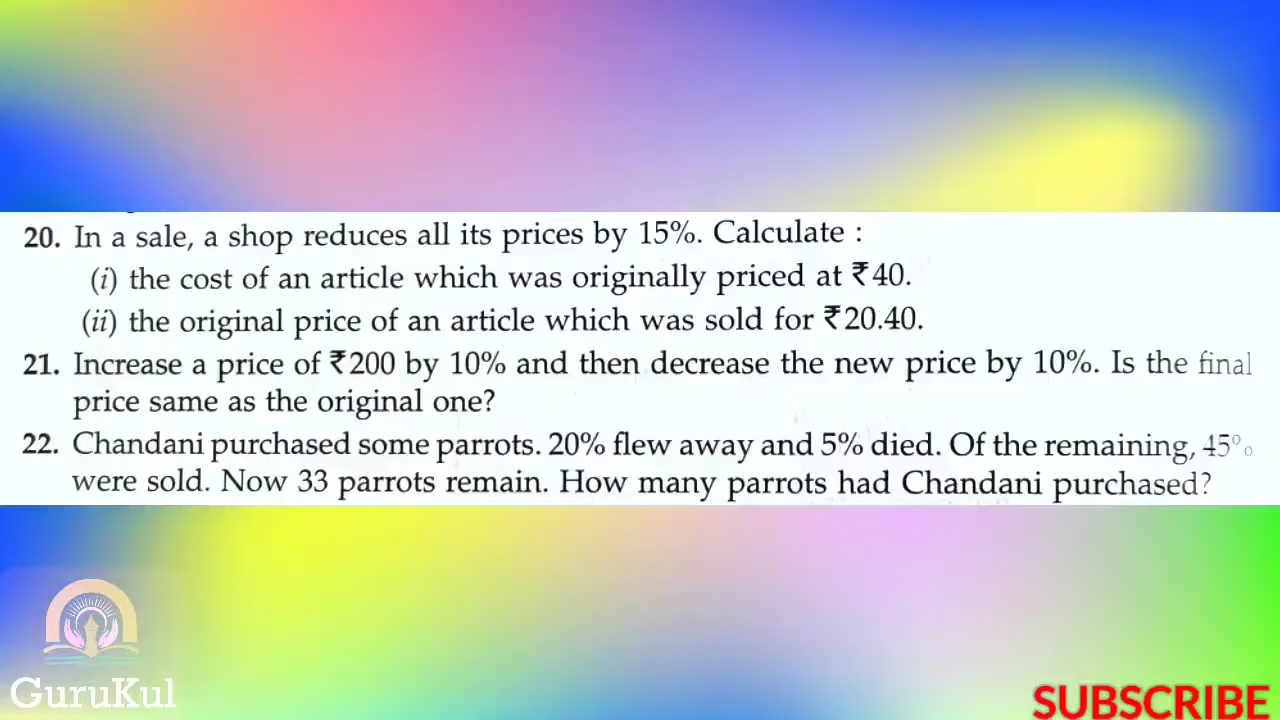 20. In a sale, a shop reduces all its prices by 15%. Calculate :
(i) the cost of an article which was originally priced at ₹40.
(ii) the original price of an article which was sold for ₹20.40.
21. Increase a price of ₹200 by 10% and then decrease the new price by 10%. Is the final
price same as the original one?
22. Chandani purchased some parrots. 20% flew away and 5% died. Of the remaining, 45%
were sold. Now 33 parrots remain. How many parrots had Chandani purchased?
GuruKul
SUBSCRIBE